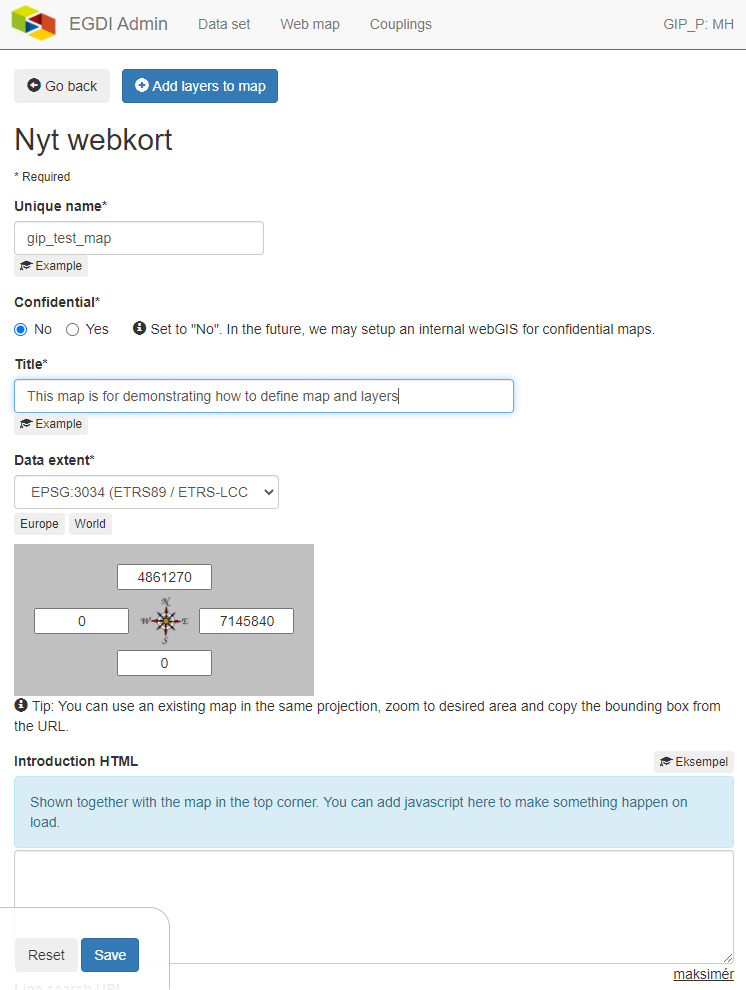 EGDI Admin Data set Web map Couplings GIP_P: MH
Go back Add layers to map
Nyt webkort
* Required
Unique name*
gip_test_map
Example
Confidential*
No Yes Set to "No". In the future, we may setup an internal webGIS for confidential maps.
Title*
This map is for demonstrating how to define map and layers
Example
Data extent*
EPSG:3034 (ETRS89 / ETRS-LCC
Europe World
4861270
N
0 W E 7145840
S
0
Tip: You can use an existing map in the same projection, zoom to desired area and copy the bounding box from
the URL.
Introduction HTML Eksempel
Shown together with the map in the top corner. You can add javascript here to make something happen on
load.
Reset Save
maksimér
Line search URL